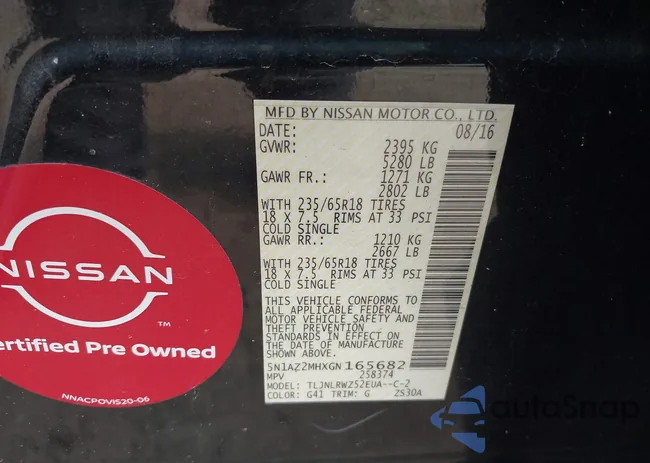 MFD BY NISSAN MOTOR CO., LTD.
DATE: 08/16
GVWR: 2395 KG
5280 LB
GAWR FR.: 1271 KG
2802 LB
WITH 235/65R18 TIRES
18 X 7.5 RIMS AT 33 PSI
COLD SINGLE
GAWR RR.: 1210 KG
2667 LB
WITH 235/65R18 TIRES
18 X 7.5 RIMS AT 33 PSI
COLD SINGLE
THIS VEHICLE CONFORMS TO
ALL APPLICABLE FEDERAL
MOTOR VEHICLE SAFETY AND
THEFT PREVENTION
STANDARDS IN EFFECT ON
THE DATE OF MANUFACTURE
SHOWN ABOVE.
5N1AZ2MHXGN165682
MPV 258374
MODEL: TLJNLRWZ52EUA--C-2
COLOR: G41 TRIM: G ZS30A
NISSAN
TM
ertified Pre Owned
NNACPOVIS20-06
autoSnap